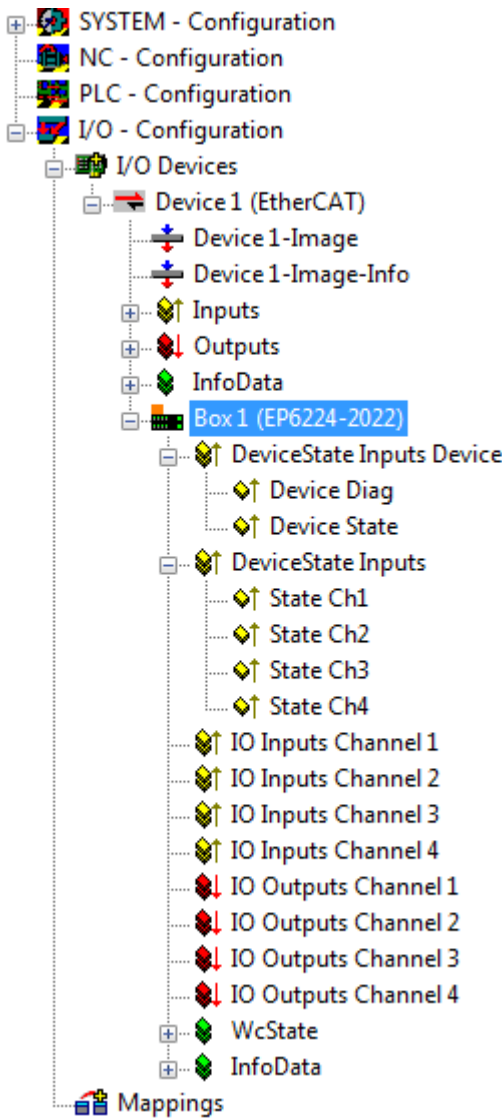 SYSTEM - Configuration
NC - Configuration
PLC - Configuration
I/O - Configuration
I/O Devices
Device 1 (EtherCAT)
Device 1-Image
Device 1-Image-Info
Inputs
Outputs
InfoData
Box 1 (EP6224-2022)
DeviceState Inputs Device
Device Diag
Device State
DeviceState Inputs
State Ch1
State Ch2
State Ch3
State Ch4
IO Inputs Channel 1
IO Inputs Channel 2
IO Inputs Channel 3
IO Inputs Channel 4
IO Outputs Channel 1
IO Outputs Channel 2
IO Outputs Channel 3
IO Outputs Channel 4
WcState
InfoData
Mappings